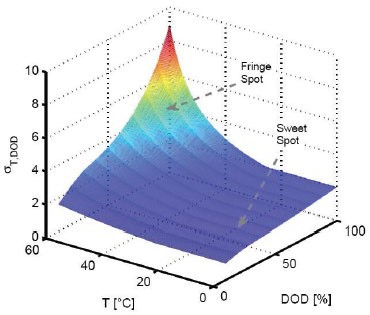 10
8
6
4
2
0
σT,DOD
Fringe
Spot
Sweet
Spot
60
40
20
0
T [°C]
0
50
100
DOD [%]